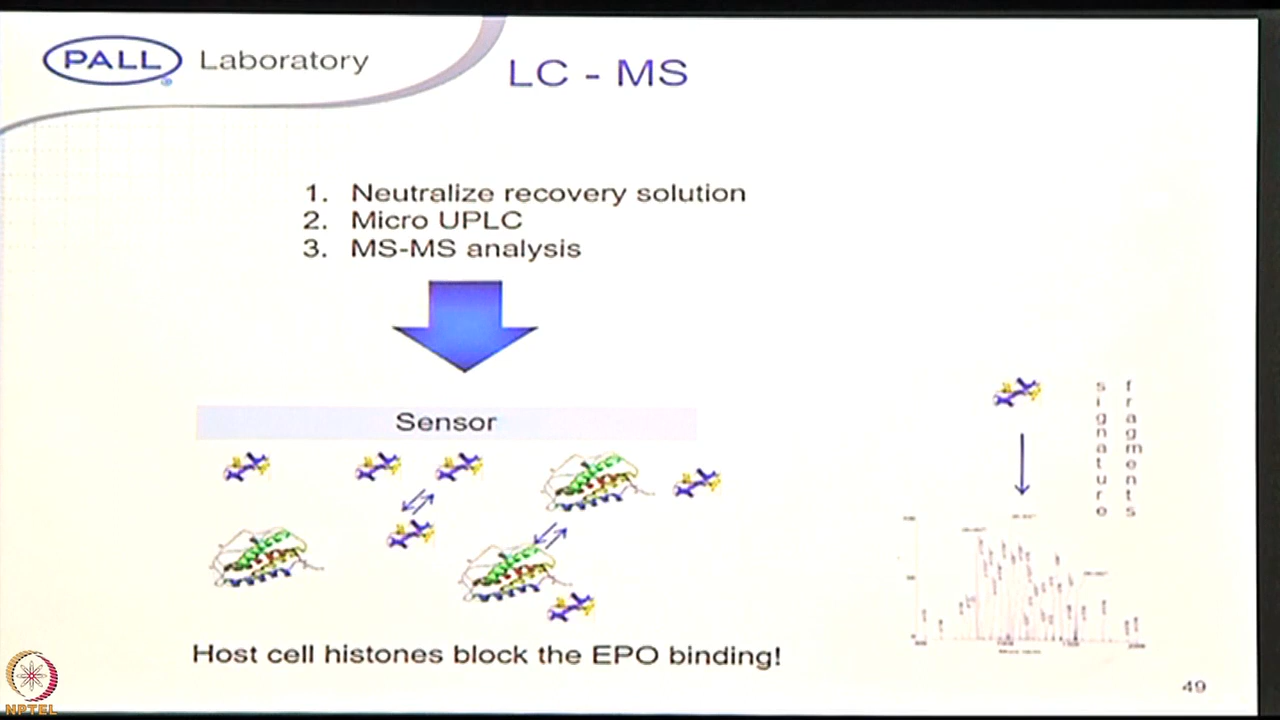 PALL Laboratory
LC - MS
1. Neutralize recovery solution
2. Micro UPLC
3. MS-MS analysis
Sensor
signature
fragments
Host cell histones block the EPO binding!
49
NPTEL